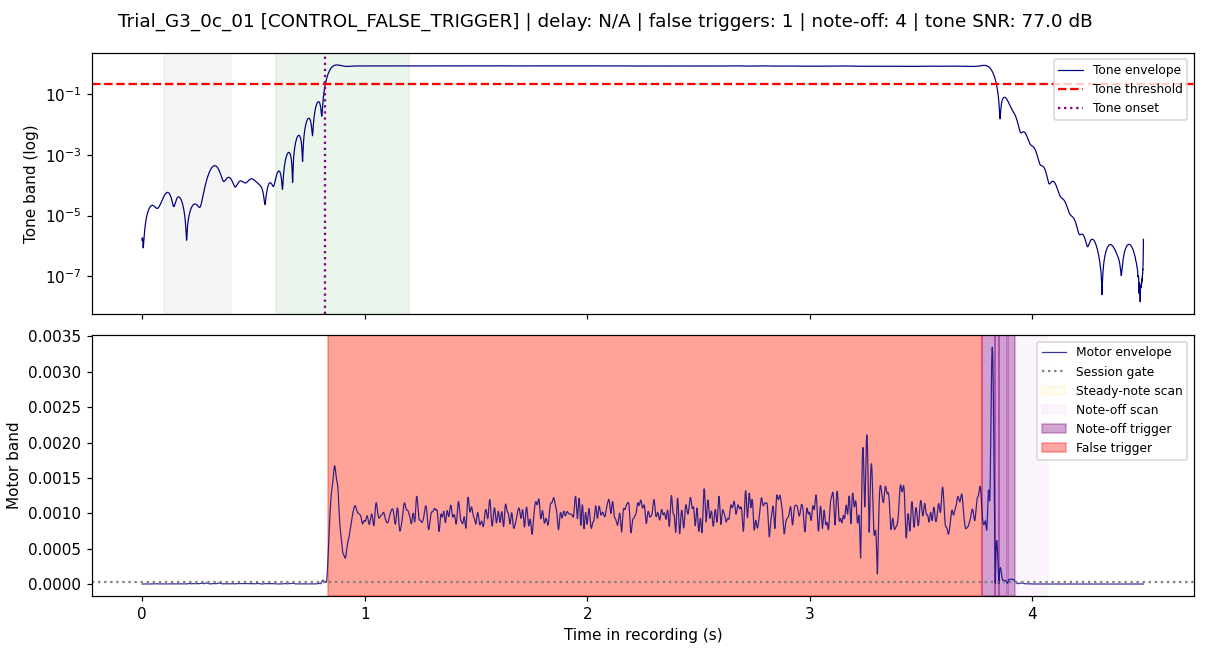 Trial_G3_0c_01 [CONTROL_FALSE_TRIGGER] | delay: N/A | false triggers: 1 | note-off: 4 | tone SNR: 77.0 dB
Tone band (log)
10⁻¹
10⁻³
10⁻⁵
10⁻⁷
Tone envelope
Tone threshold
Tone onset
Motor band
0.0035
0.0030
0.0025
0.0020
0.0015
0.0010
0.0005
0.0000
Motor envelope
Session gate
Steady-note scan
Note-off scan
Note-off trigger
False trigger
0 1 2 3 4
Time in recording (s)